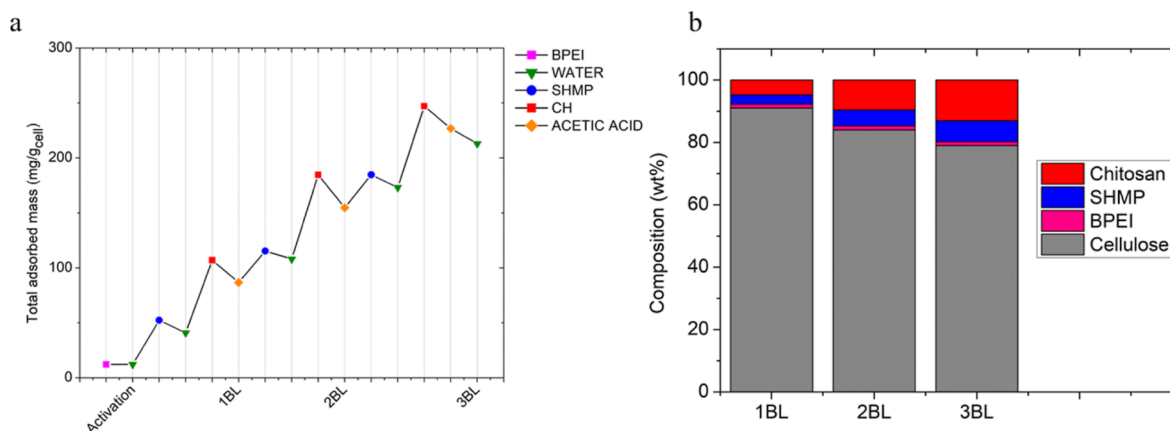 a
300
200
100
0
Total adsorbed mass (mg/gcell)
Activation
1BL
2BL
3BL
BPEI
WATER
SHMP
CH
ACETIC ACID
b
100
80
60
40
20
0
Composition (wt%)
1BL
2BL
3BL
Chitosan
SHMP
BPEI
Cellulose